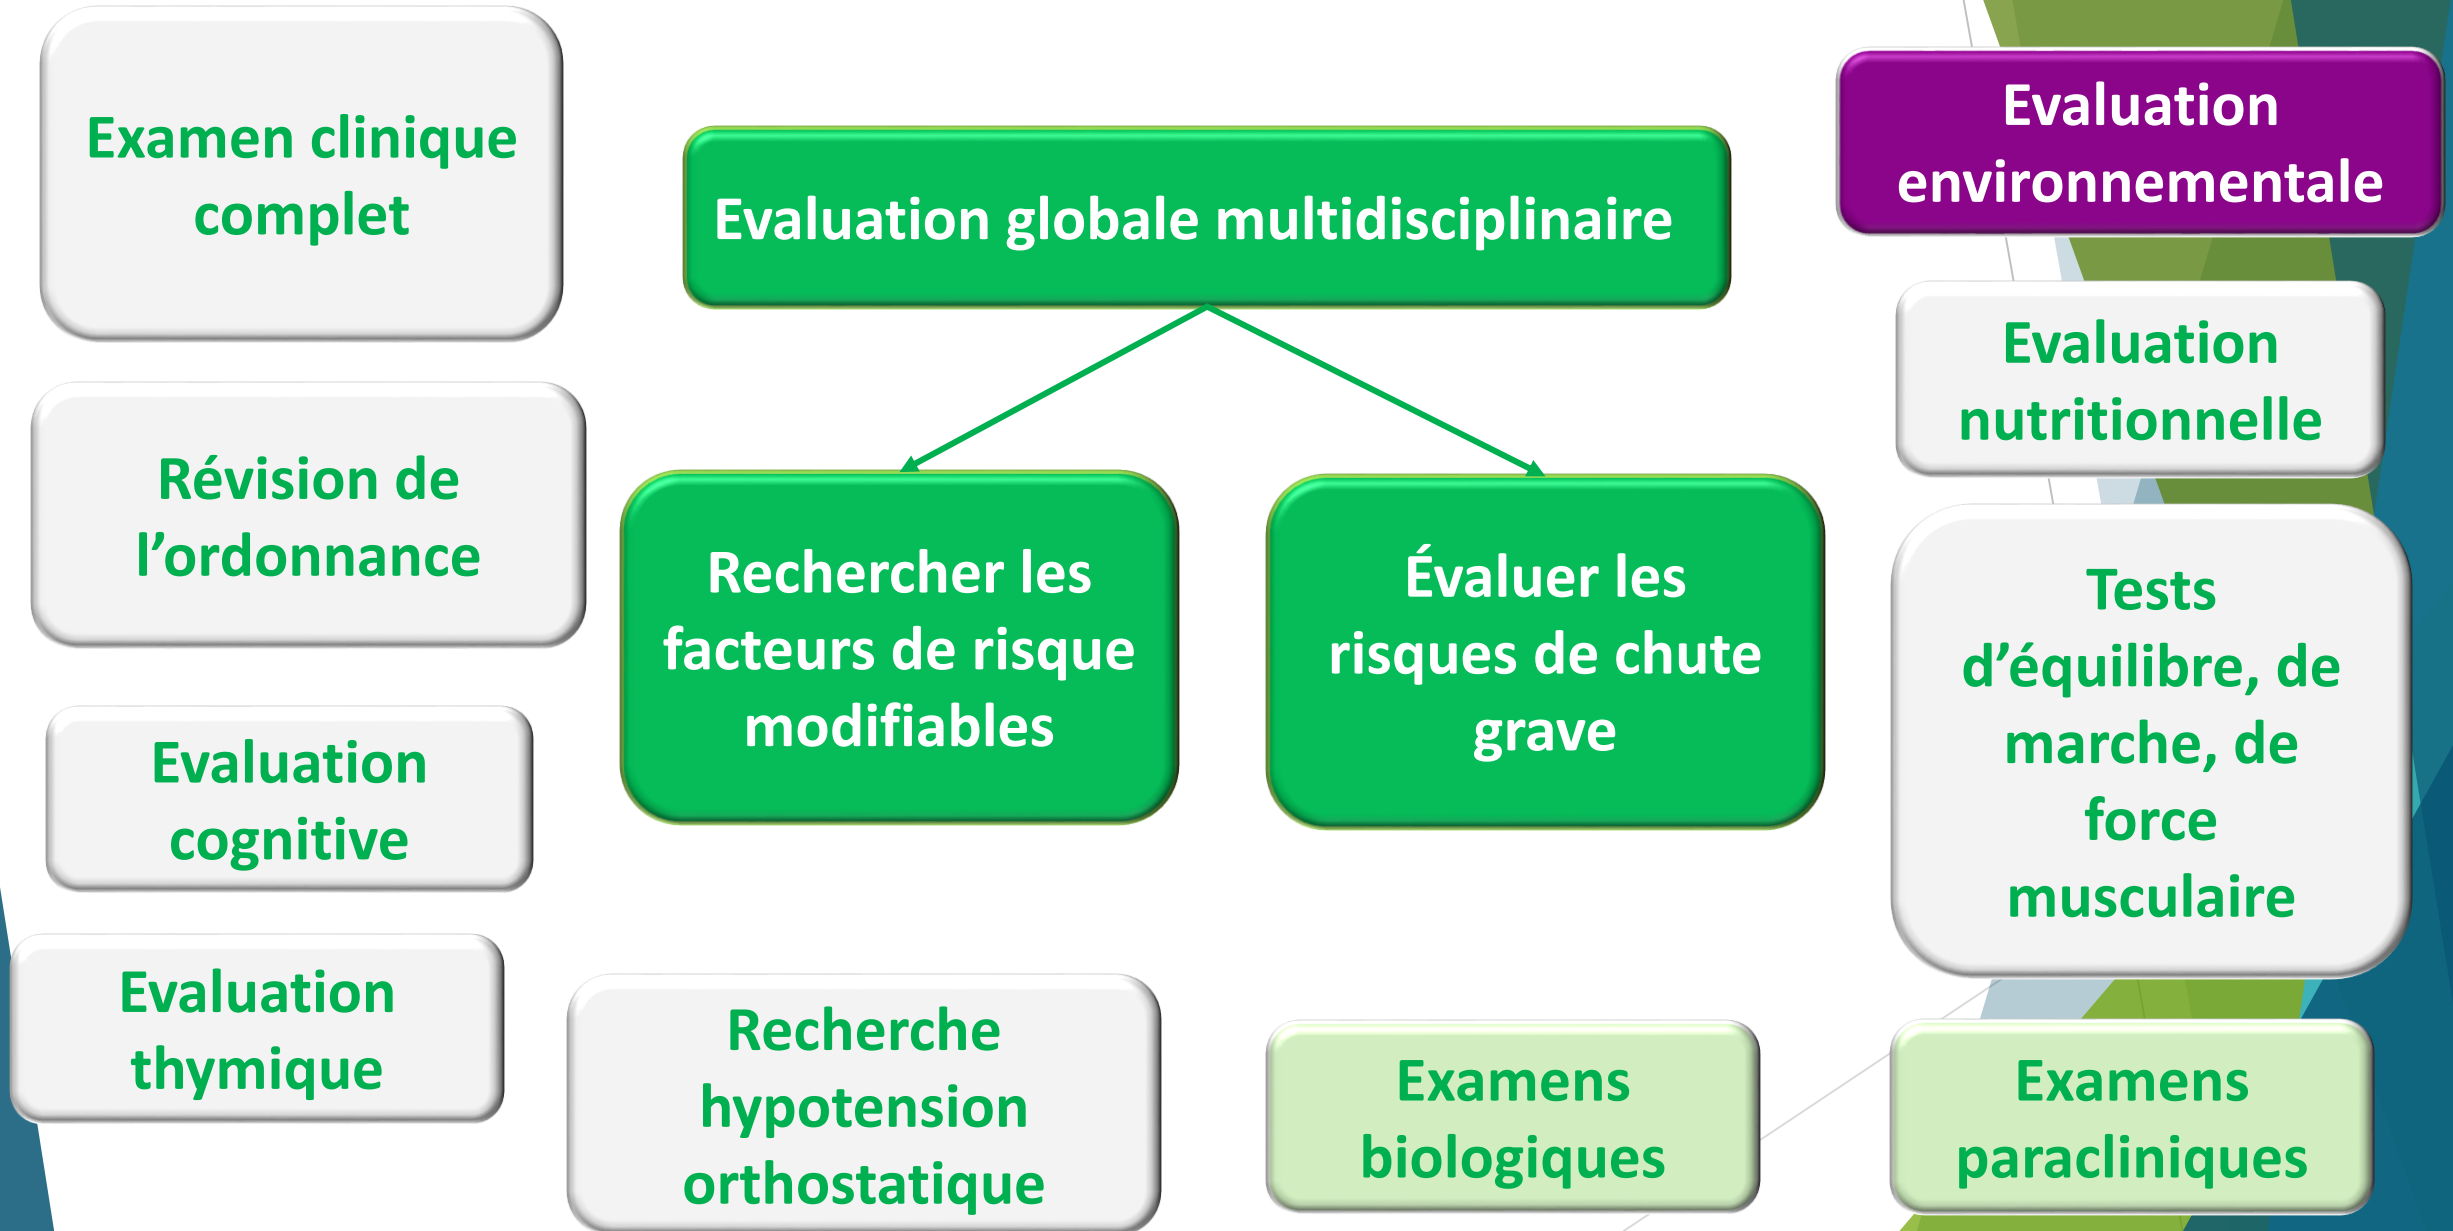 Examen clinique
complet
Evaluation globale multidisciplinaire
Evaluation
environnementale
Evaluation
nutritionnelle
Révision de
l’ordonnance
Rechercher les
facteurs de risque
modifiables
Évaluer les
risques de chute
grave
Tests
d’équilibre, de
marche, de
force
musculaire
Evaluation
cognitive
Evaluation
thymique
Recherche
hypotension
orthostatique
Examens
biologiques
Examens
paracliniques